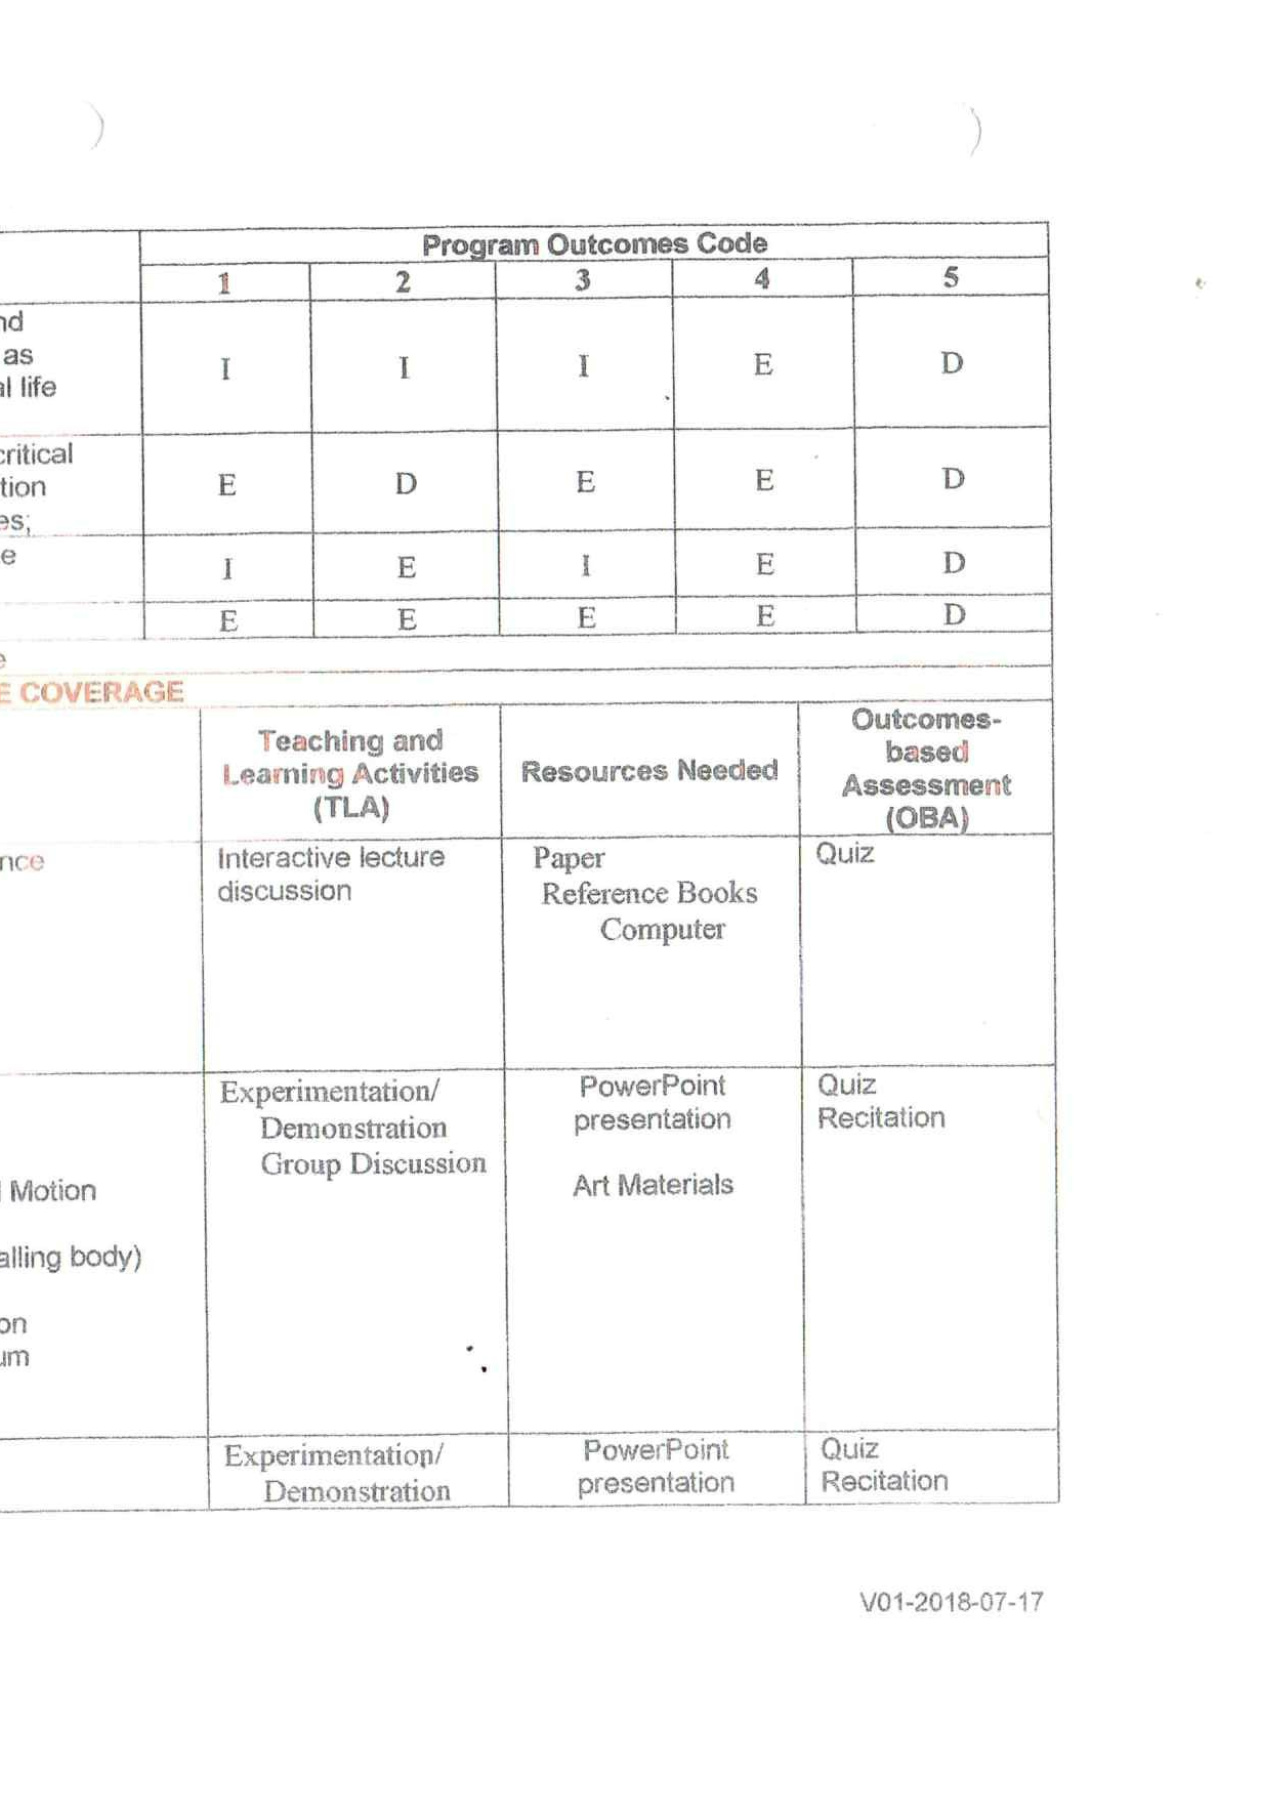 Program Outcomes Code
1 2 3 4 5
nd
as
al life
I I I E D
critical
tion
es;
E D E E D
e
I E I E D
E E E E D
e
E COVERAGE
Teaching and
Learning Activities
(TLA)
Resources Needed
Outcomes-
based
Assessment
(OBA)
nce
Interactive lecture
discussion
Paper
Reference Books
Computer
Quiz
l Motion
alling body)
on
um
Experimentation/
Demonstration
Group Discussion
PowerPoint
presentation
Art Materials
Quiz
Recitation
Experimentation/
Demonstration
PowerPoint
presentation
Quiz
Recitation
V01-2018-07-17